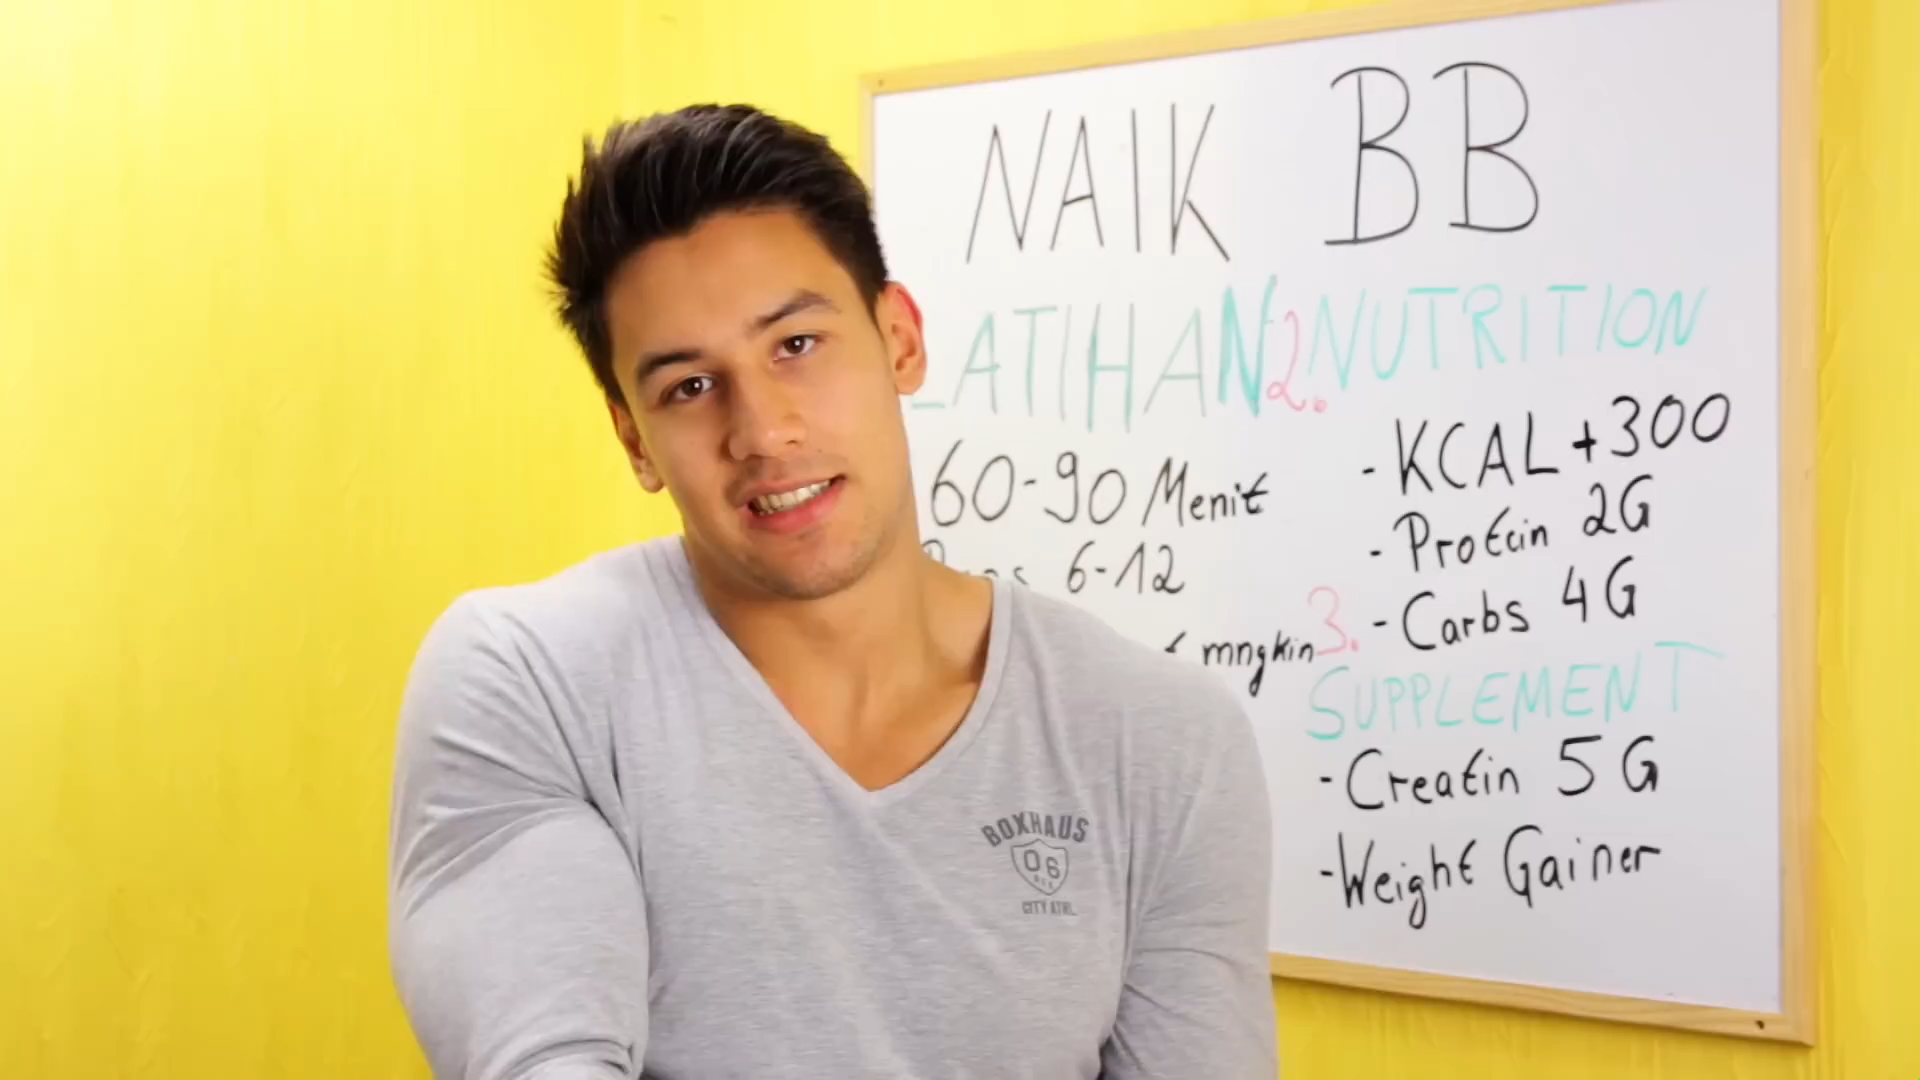 NAIK BB
LATIHAN
60-90 Menit
6-12
mngkin
2. NUTRITION
- KCAL +300
- Protein 2G
- Carbs 4G
3. SUPPLEMENT
- Creatin 5G
- Weight Gainer
BOXHAUS
06
CITY ATHL.